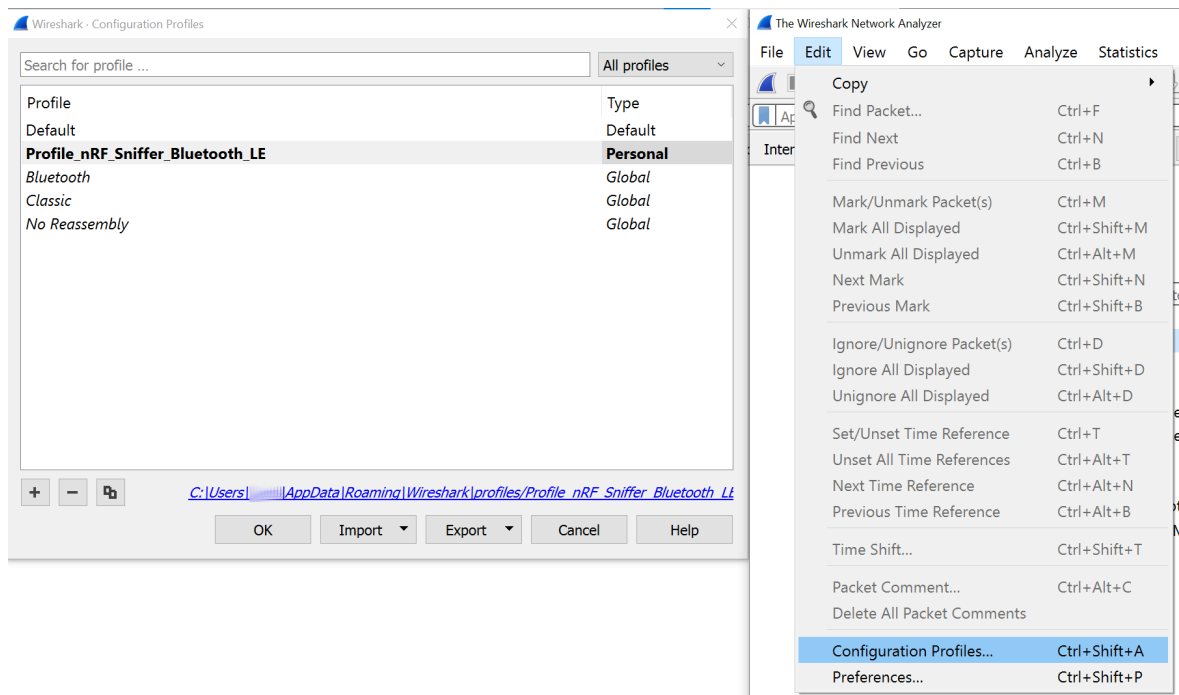 Wireshark · Configuration Profiles
Search for profile ...
All profiles
Profile Type
Default Default
Profile_nRF_Sniffer_Bluetooth_LE Personal
Bluetooth Global
Classic Global
No Reassembly Global
C:\Users\ \AppData\Roaming\Wireshark\profiles/Profile_nRF_Sniffer_Bluetooth_LE
OK Import Export Cancel Help
The Wireshark Network Analyzer
File Edit View Go Capture Analyze Statistics
Ap
Inter
Copy
Find Packet... Ctrl+F
Find Next Ctrl+N
Find Previous Ctrl+B
Mark/Unmark Packet(s) Ctrl+M
Mark All Displayed Ctrl+Shift+M
Unmark All Displayed Ctrl+Alt+M
Next Mark Ctrl+Shift+N
Previous Mark Ctrl+Shift+B
Ignore/Unignore Packet(s) Ctrl+D
Ignore All Displayed Ctrl+Shift+D
Unignore All Displayed Ctrl+Alt+D
Set/Unset Time Reference Ctrl+T
Unset All Time References Ctrl+Alt+T
Next Time Reference Ctrl+Alt+N
Previous Time Reference Ctrl+Alt+B
Time Shift... Ctrl+Shift+T
Packet Comment... Ctrl+Alt+C
Delete All Packet Comments
Configuration Profiles... Ctrl+Shift+A
Preferences... Ctrl+Shift+P